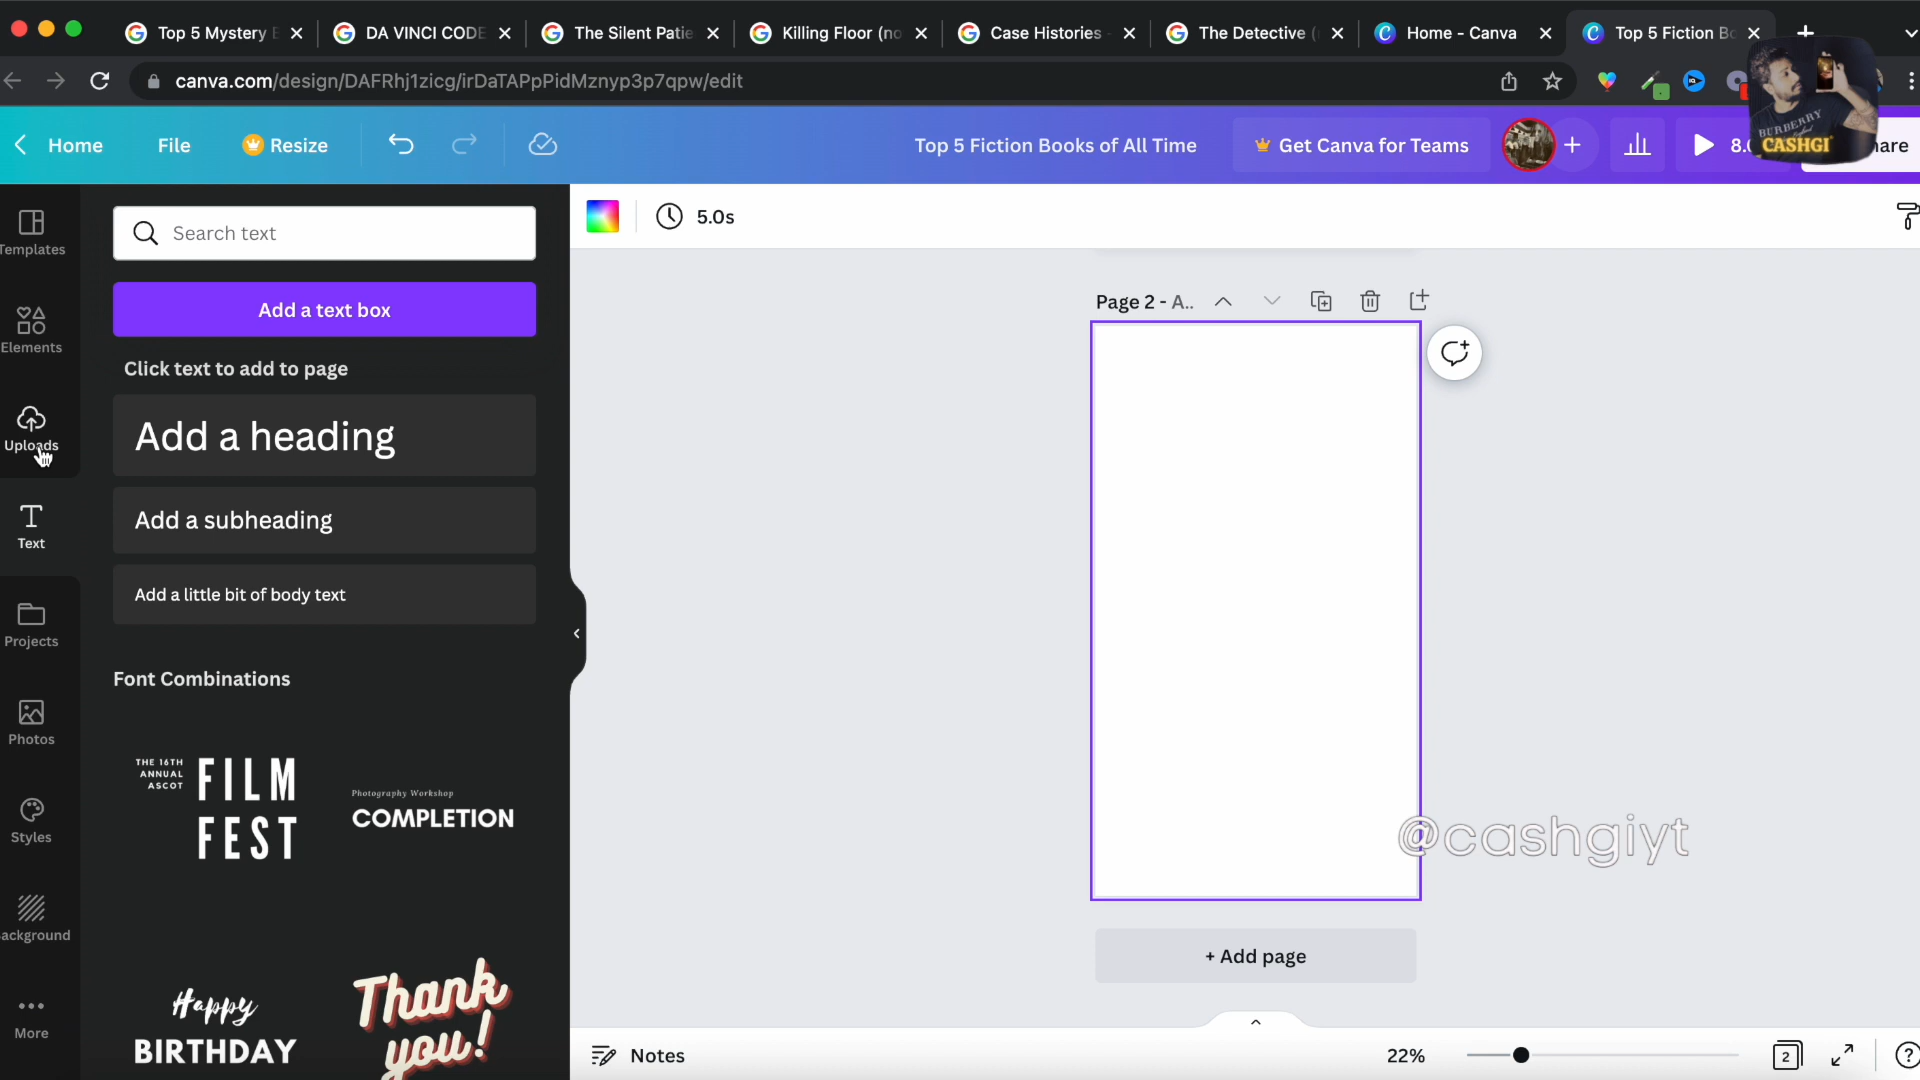 Top 5 Mystery
DA VINCI CODE
The Silent Patie
Killing Floor (no
Case Histories
The Detective
Home - Canva
Top 5 Fiction Bo
canva.com/design/DAFRhj1zicg/irDaTAPpPidMznyp3p7qpw/edit
BURBERRY
CASHGI
Home
File
Resize
Top 5 Fiction Books of All Time
Get Canva for Teams
8.0
are
Templates
Elements
Uploads
Text
Projects
Photos
Styles
ackground
More
Search text
Add a text box
Click text to add to page
Add a heading
Add a subheading
Add a little bit of body text
Font Combinations
THE 16TH
ANNUAL
ASCOT
FILM
FEST
Photography Workshop
COMPLETION
Happy
BIRTHDAY
Thank
you!
5.0s
Page 2 - A..
@cashgiyt
+ Add page
Notes
22%
2